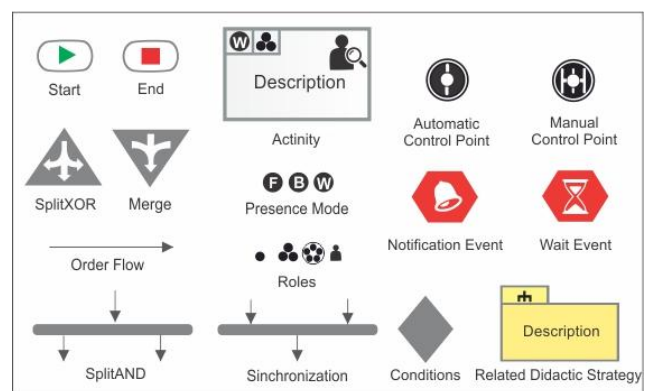 W
Description
Start
End
Actinity
Automatic
Control Point
Manual
Control Point
SplitXOR
Merge
F B W
Presence Mode
Notification Event
Wait Event
Order Flow
Roles
Description
SplitAND
Sinchronization
Conditions
Related Didactic Strategy